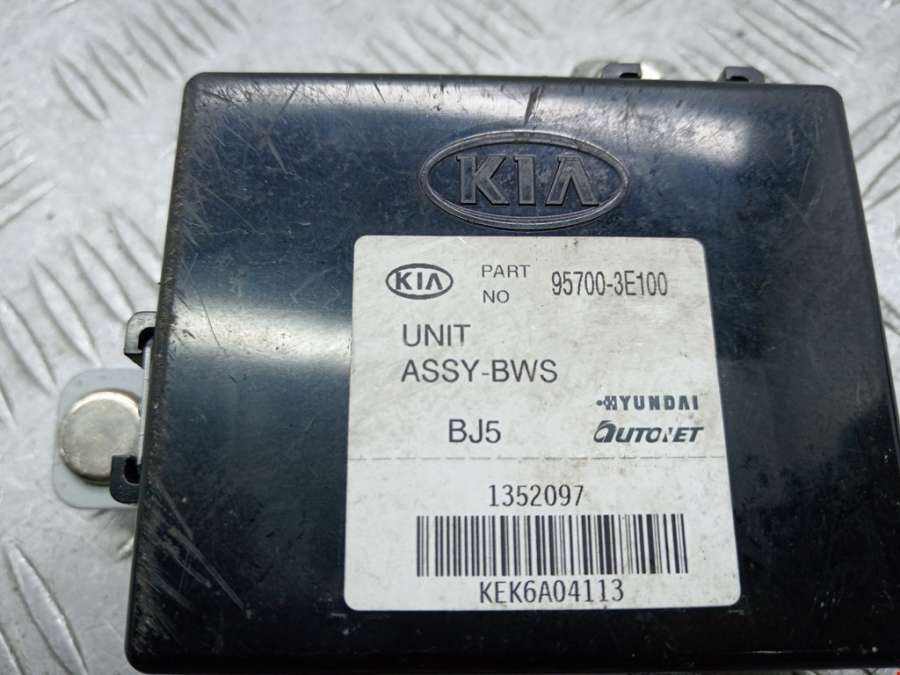 KIA
KIA PART NO 95700-3E100
UNIT
ASSY-BWS
BJ5
HYUNDAI
AUTONET
1352097
KEK6A04113